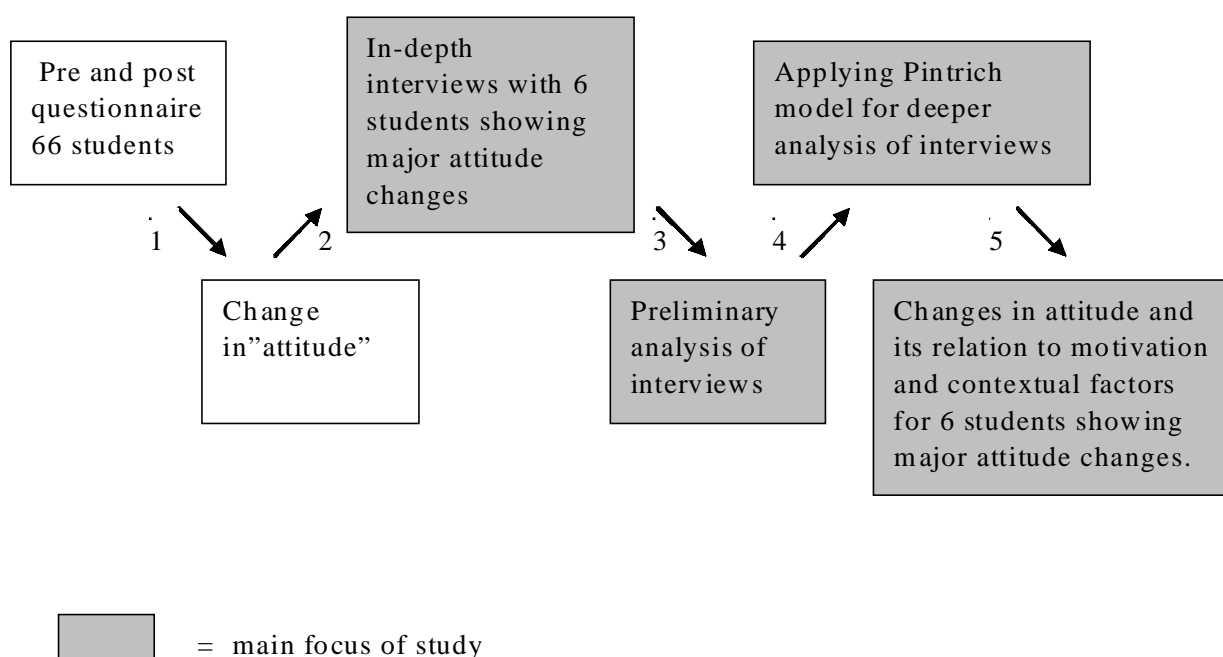 Pre and post
questionnaire
66 students
In-depth
interviews with 6
students showing
major attitude
changes
Applying Pintrich
model for deeper
analysis of interviews
1
2
3
4
5
Change
in”attitude”
Preliminary
analysis of
interviews
Changes in attitude and
its relation to motivation
and contextual factors
for 6 students showing
major attitude changes.
= main focus of study